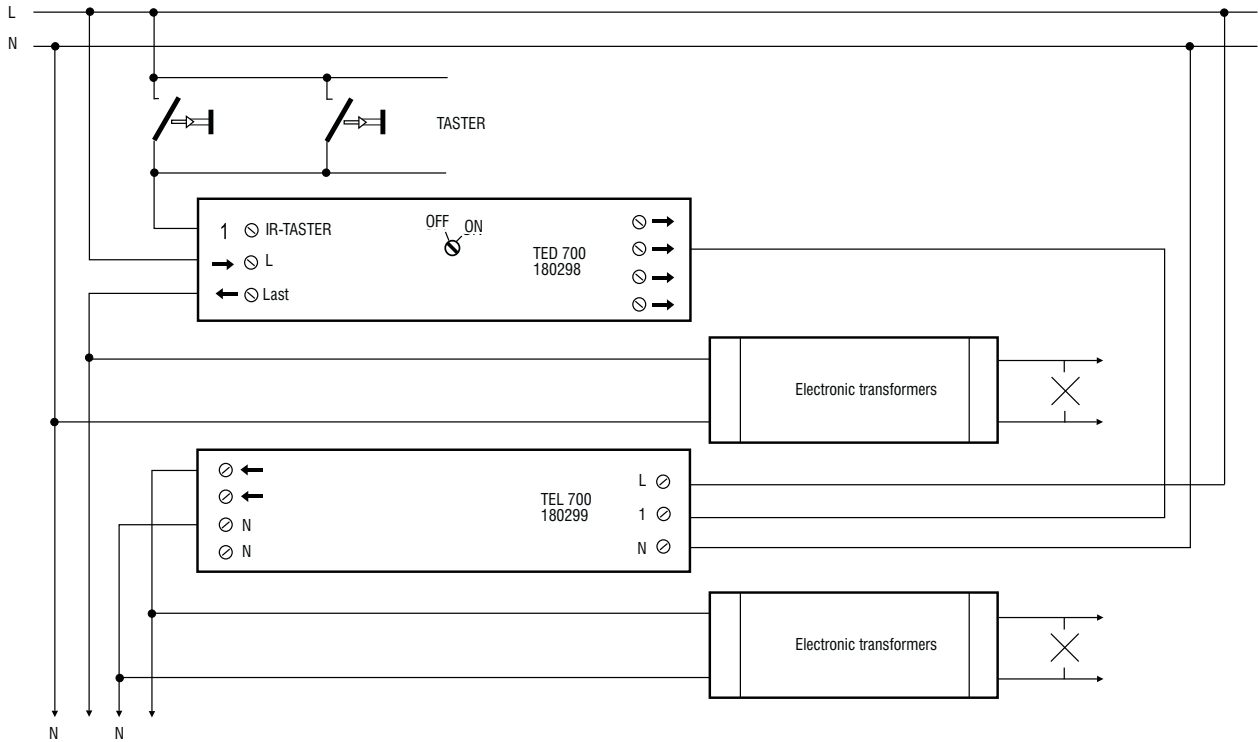 L
N
TASTER
1 IR-TASTER
OFF ON
L
TED 700
180298
Last
Electronic transformers
L
TEL 700
180299
1
N
N
N
Electronic transformers
N
N